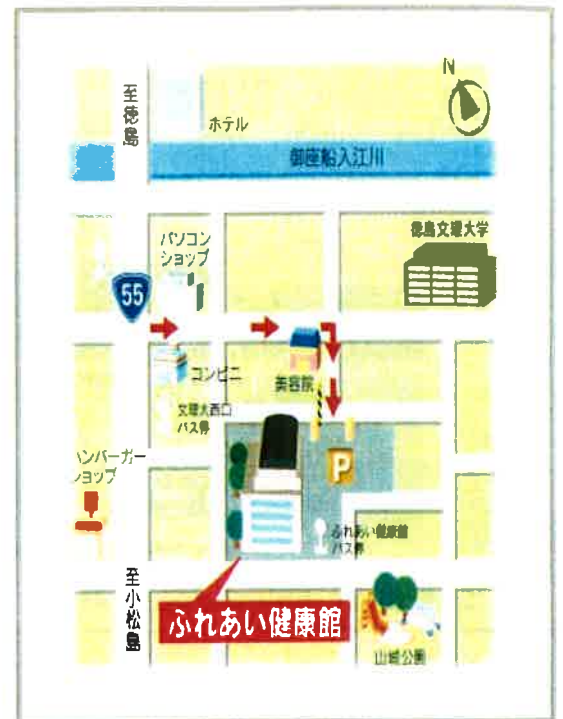 N
至徳島
ホテル
御座船入江川
徳島文理大学
パソコン
ショップ
55
コンビニ
美容院
文理大西口
バス停
ハンバーガー
ショップ
P
ふれあい健康館
バス停
至小松島
ふれあい健康館
山城公園